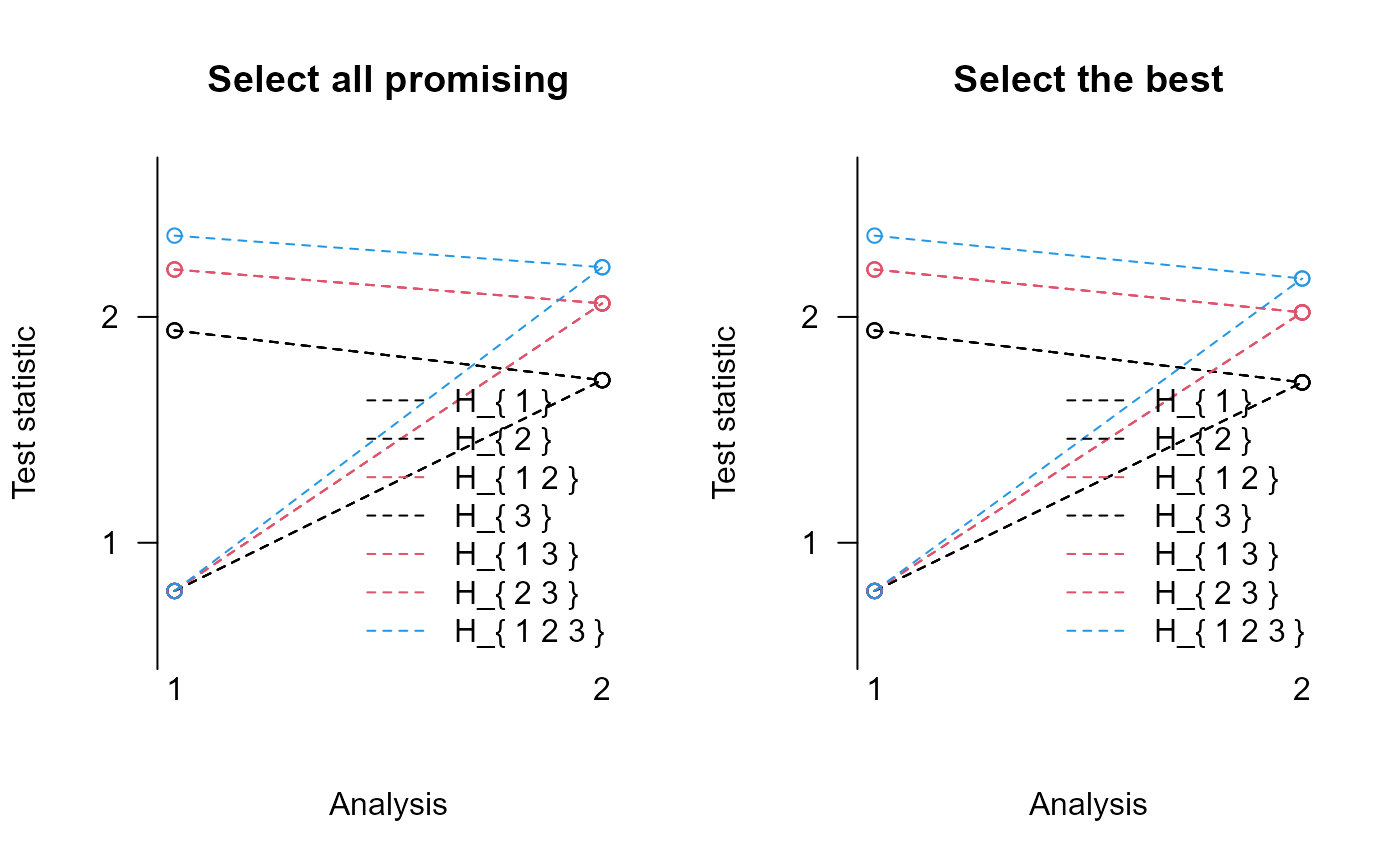 Select all promising
Test statistic
2
1
H_{ 1 }
H_{ 2 }
H_{ 1 2 }
H_{ 3 }
H_{ 1 3 }
H_{ 2 3 }
H_{ 1 2 3 }
1 2
Analysis
Select the best
Test statistic
2
1
H_{ 1 }
H_{ 2 }
H_{ 1 2 }
H_{ 3 }
H_{ 1 3 }
H_{ 2 3 }
H_{ 1 2 3 }
1 2
Analysis